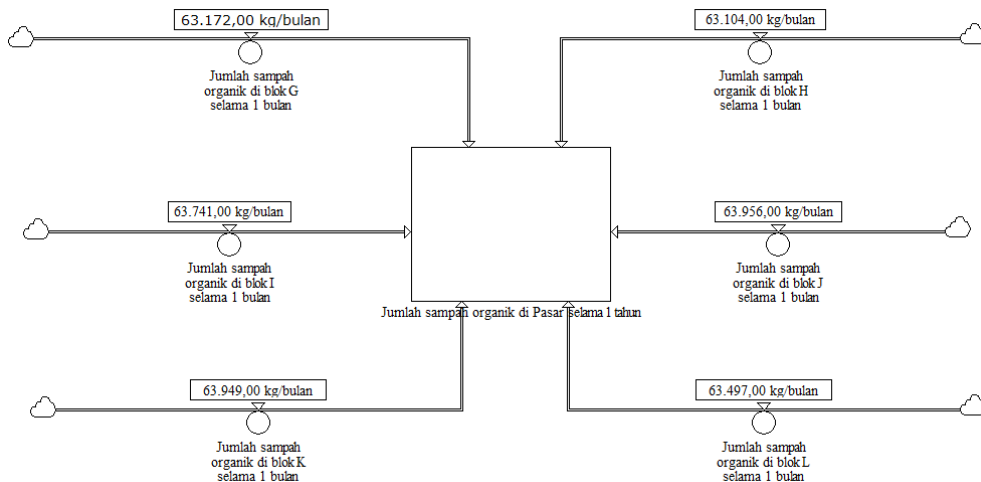 63.172,00 kg/bulan
Jumlah sampah
organik di blok G
selama 1 bulan
63.104,00 kg/bulan
Jumlah sampah
organik di blok H
selama 1 bulan
63.741,00 kg/bulan
Jumlah sampah
organik di blok I
selama 1 bulan
63.956,00 kg/bulan
Jumlah sampah
organik di blok J
selama 1 bulan
Jumlah sampah organik di Pasar selama 1 tahun
63.949,00 kg/bulan
Jumlah sampah
organik di blok K
selama 1 bulan
63.497,00 kg/bulan
Jumlah sampah
organik di blok L
selama 1 bulan